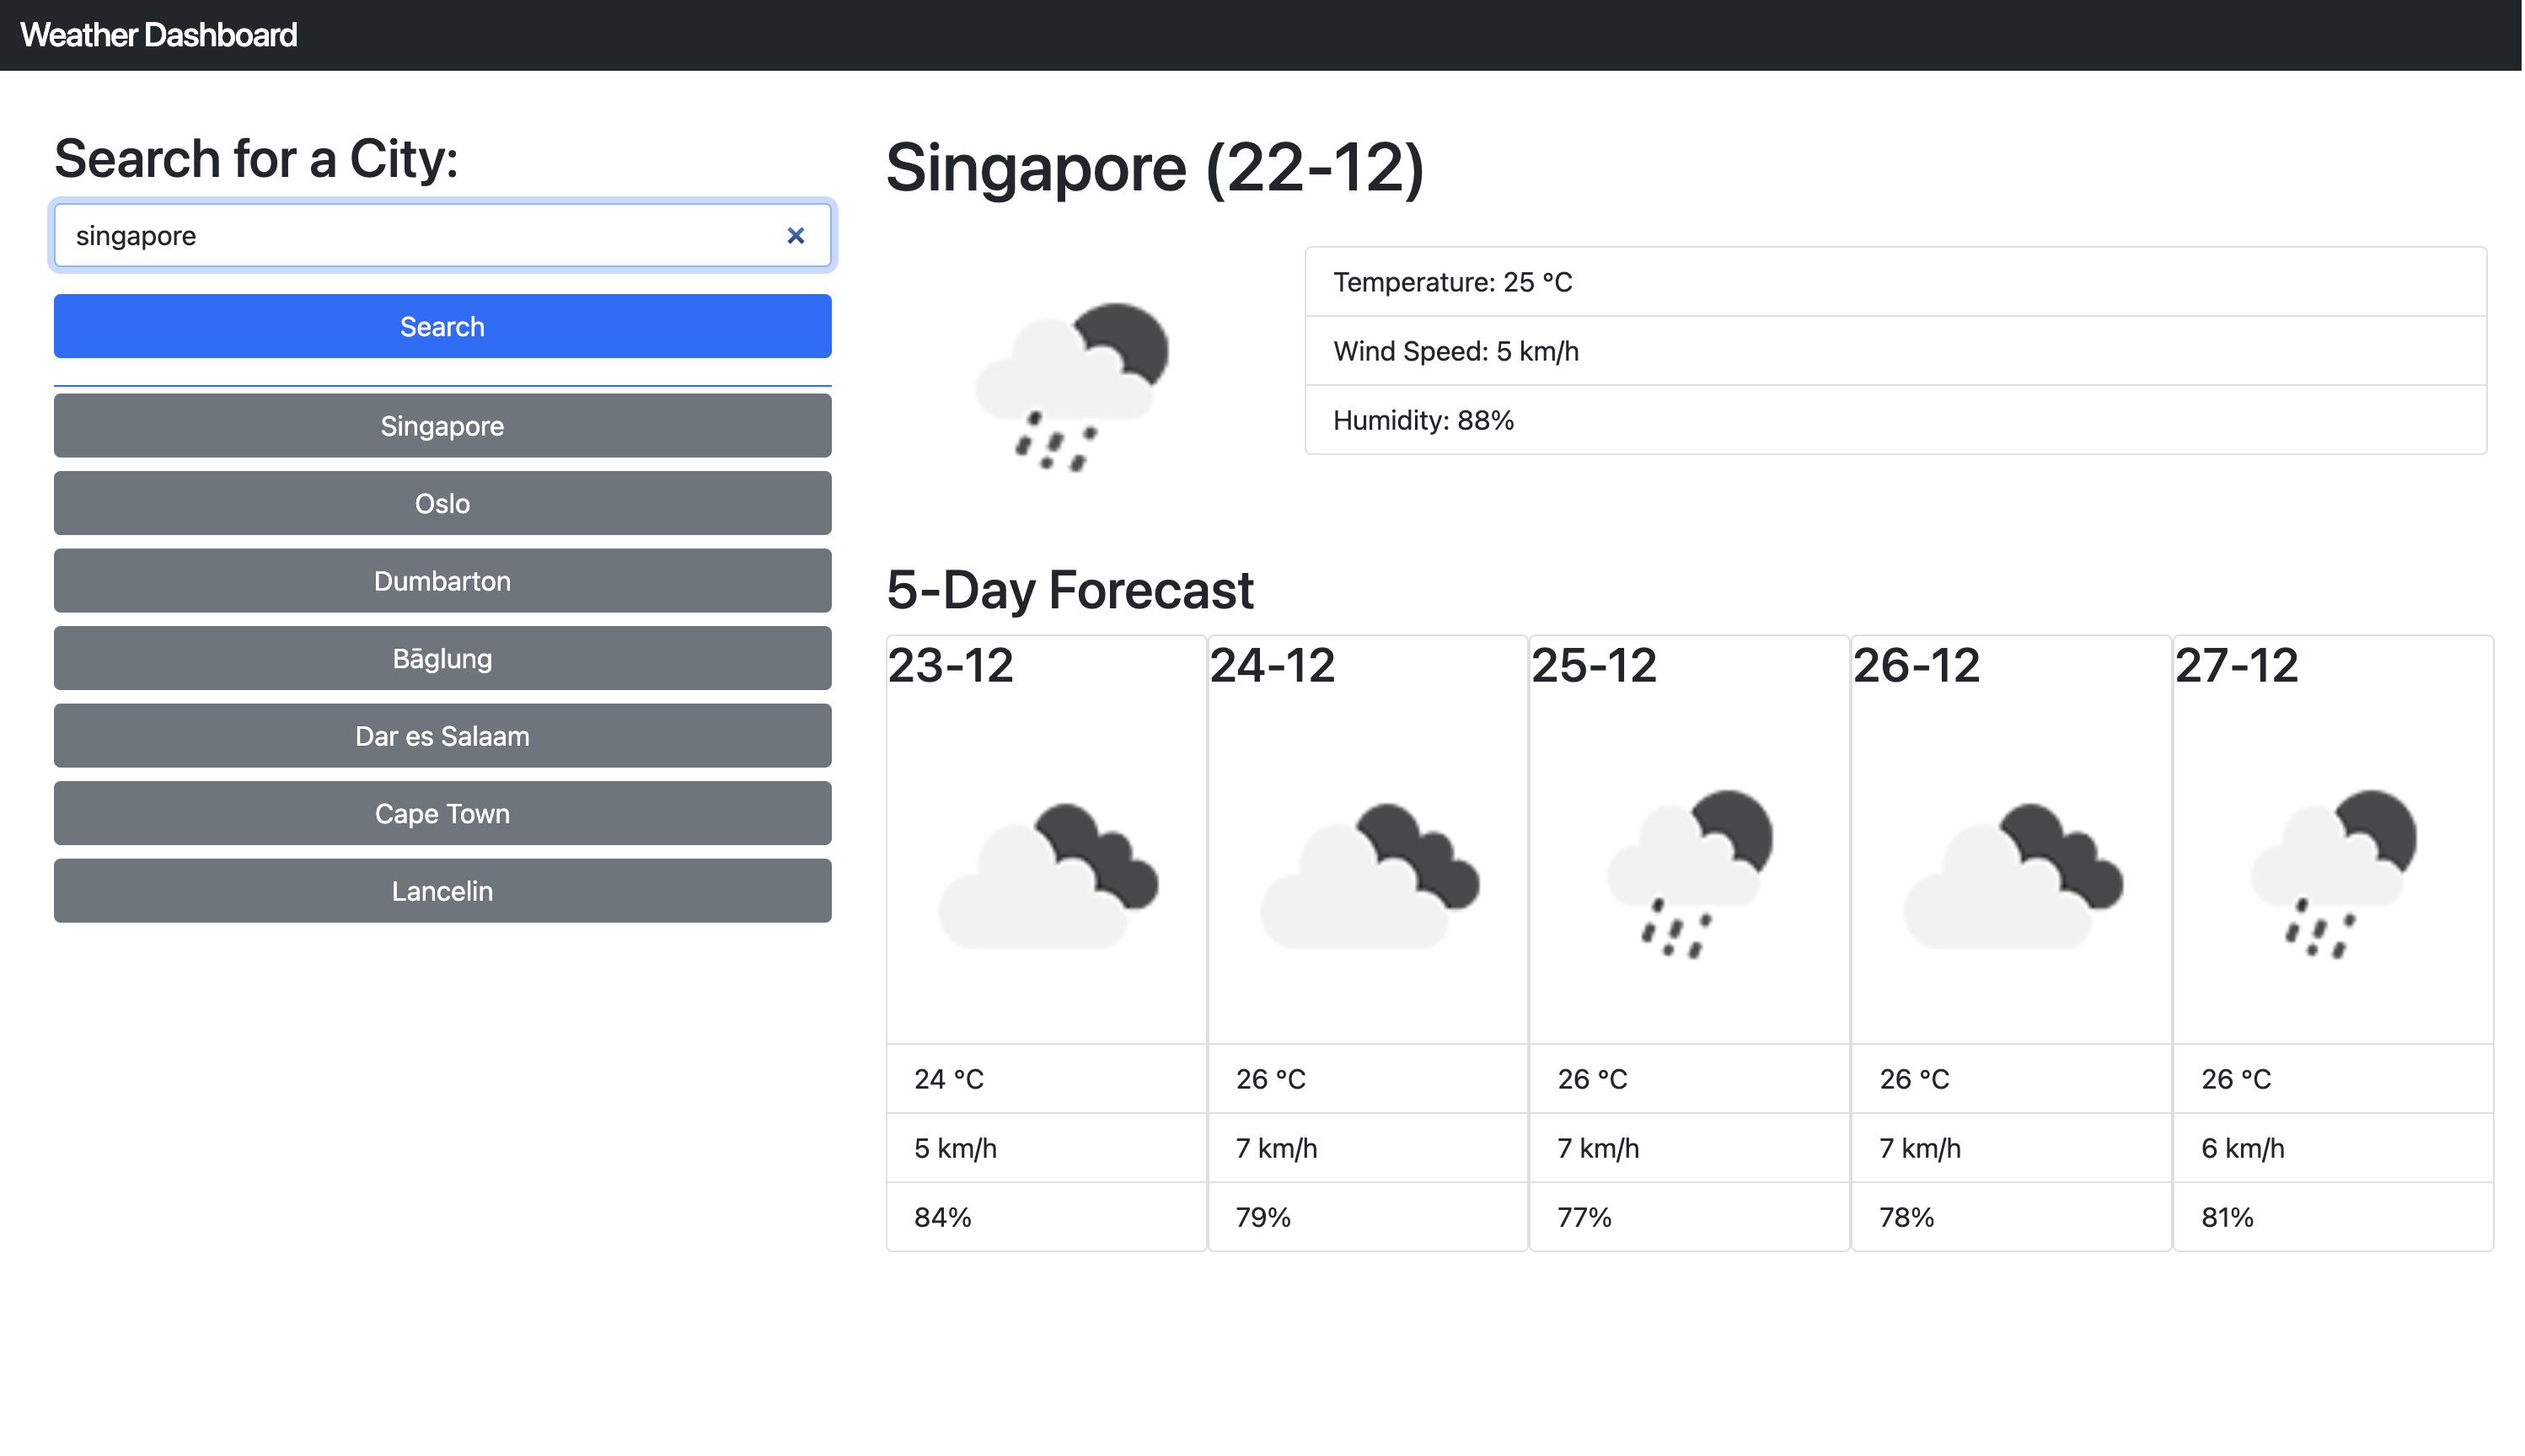 Weather Dashboard
Search for a City:
singapore
Search
Singapore
Oslo
Dumbarton
Bāglung
Dar es Salaam
Cape Town
Lancelin
Singapore (22-12)
Temperature: 25 °C
Wind Speed: 5 km/h
Humidity: 88%
5-Day Forecast
23-12
24 °C
5 km/h
84%
24-12
26 °C
7 km/h
79%
25-12
26 °C
7 km/h
77%
26-12
26 °C
7 km/h
78%
27-12
26 °C
6 km/h
81%